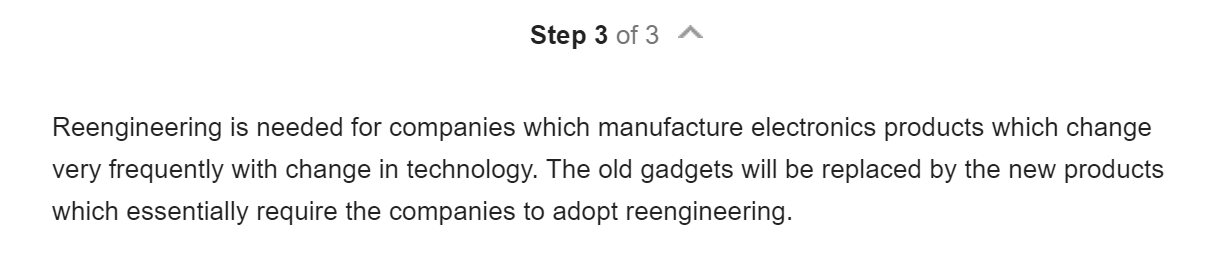 Step 3 of 3
Reengineering is needed for companies which manufacture electronics products which change
very frequently with change in technology. The old gadgets will be replaced by the new products
which essentially require the companies to adopt reengineering.